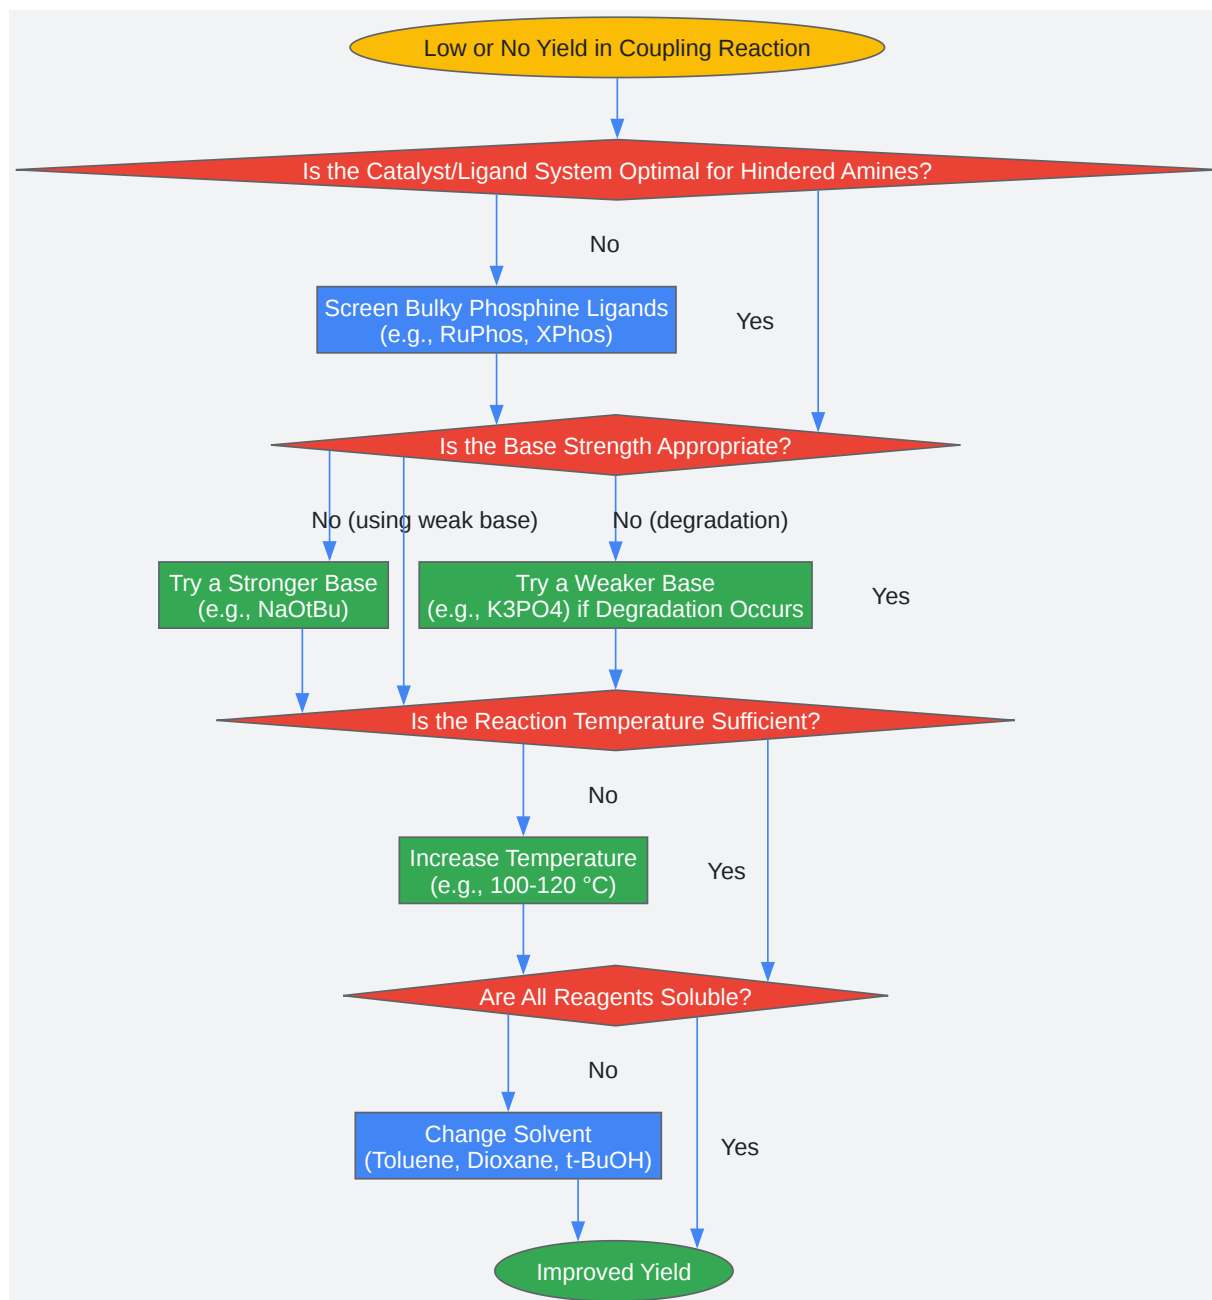 Low or No Yield in Coupling Reaction
Is the Catalyst/Ligand System Optimal for Hindered Amines?
No
Screen Bulky Phosphine Ligands
(e.g., RuPhos, XPhos)
Yes
Is the Base Strength Appropriate?
No (using weak base)
No (degradation)
Try a Stronger Base
(e.g., NaOtBu)
Try a Weaker Base
(e.g., K3PO4) if Degradation Occurs
Yes
Is the Reaction Temperature Sufficient?
No
Increase Temperature
(e.g., 100-120 °C)
Yes
Are All Reagents Soluble?
No
Change Solvent
(Toluene, Dioxane, t-BuOH)
Yes
Improved Yield